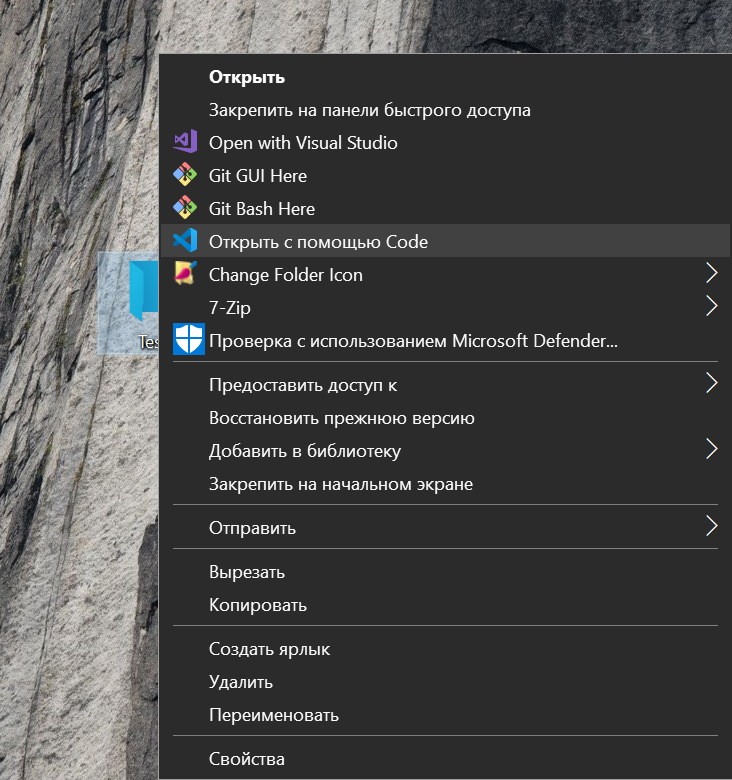 Открыть
Закрепить на панели быстрого доступа
Open with Visual Studio
Git GUI Here
Git Bash Here
Открыть с помощью Code
Change Folder Icon
7-Zip
Tes
Проверка с использованием Microsoft Defender...
Предоставить доступ к
Восстановить прежнюю версию
Добавить в библиотеку
Закрепить на начальном экране
Отправить
Вырезать
Копировать
Создать ярлык
Удалить
Переименовать
Свойства